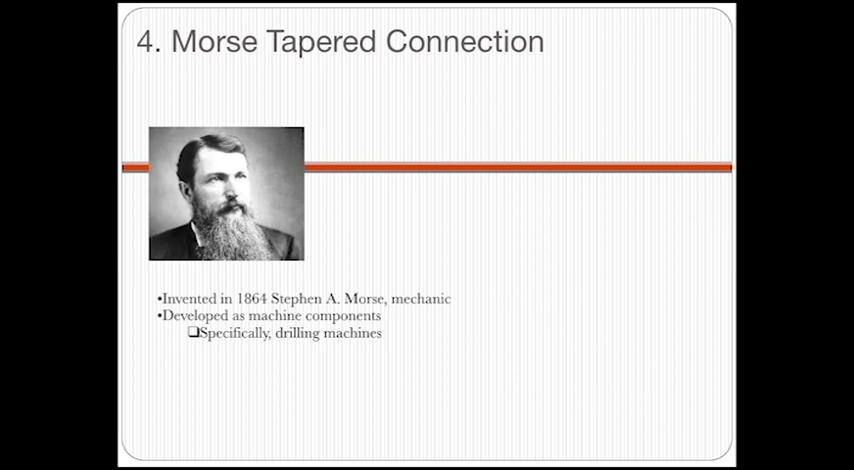 4. Morse Tapered Connection
•Invented in 1864 Stephen A. Morse, mechanic
•Developed as machine components
❑Specifically, drilling machines